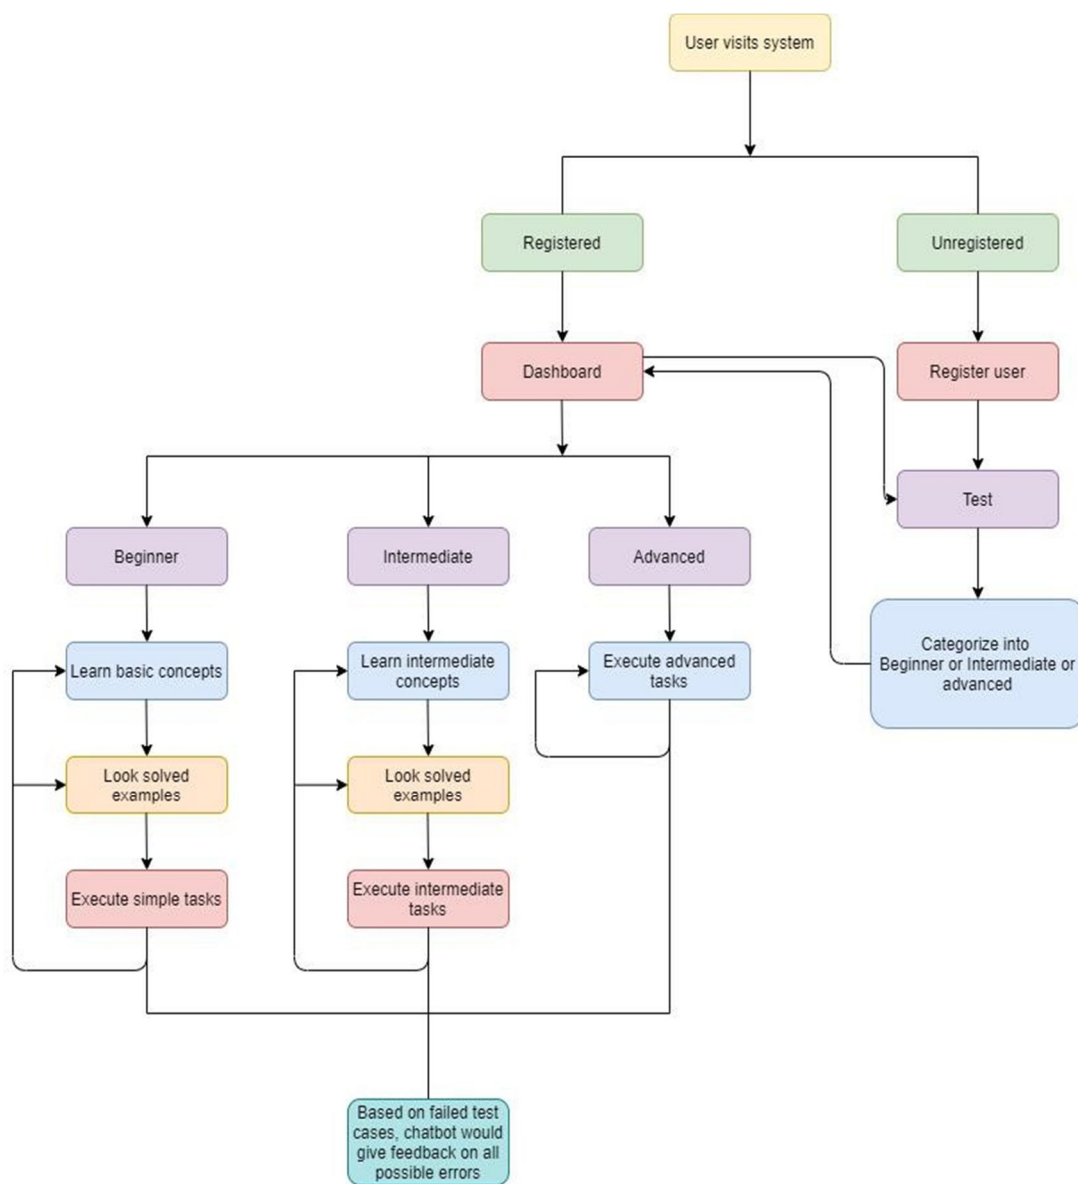 User visits system
Registered
Unregistered
Dashboard
Register user
Test
Beginner
Intermediate
Advanced
Categorize into
Beginner or Intermediate or
advanced
Learn basic concepts
Learn intermediate
concepts
Execute advanced
tasks
Look solved
examples
Look solved
examples
Execute simple tasks
Execute intermediate
tasks
Based on failed test
cases, chatbot would
give feedback on all
possible errors